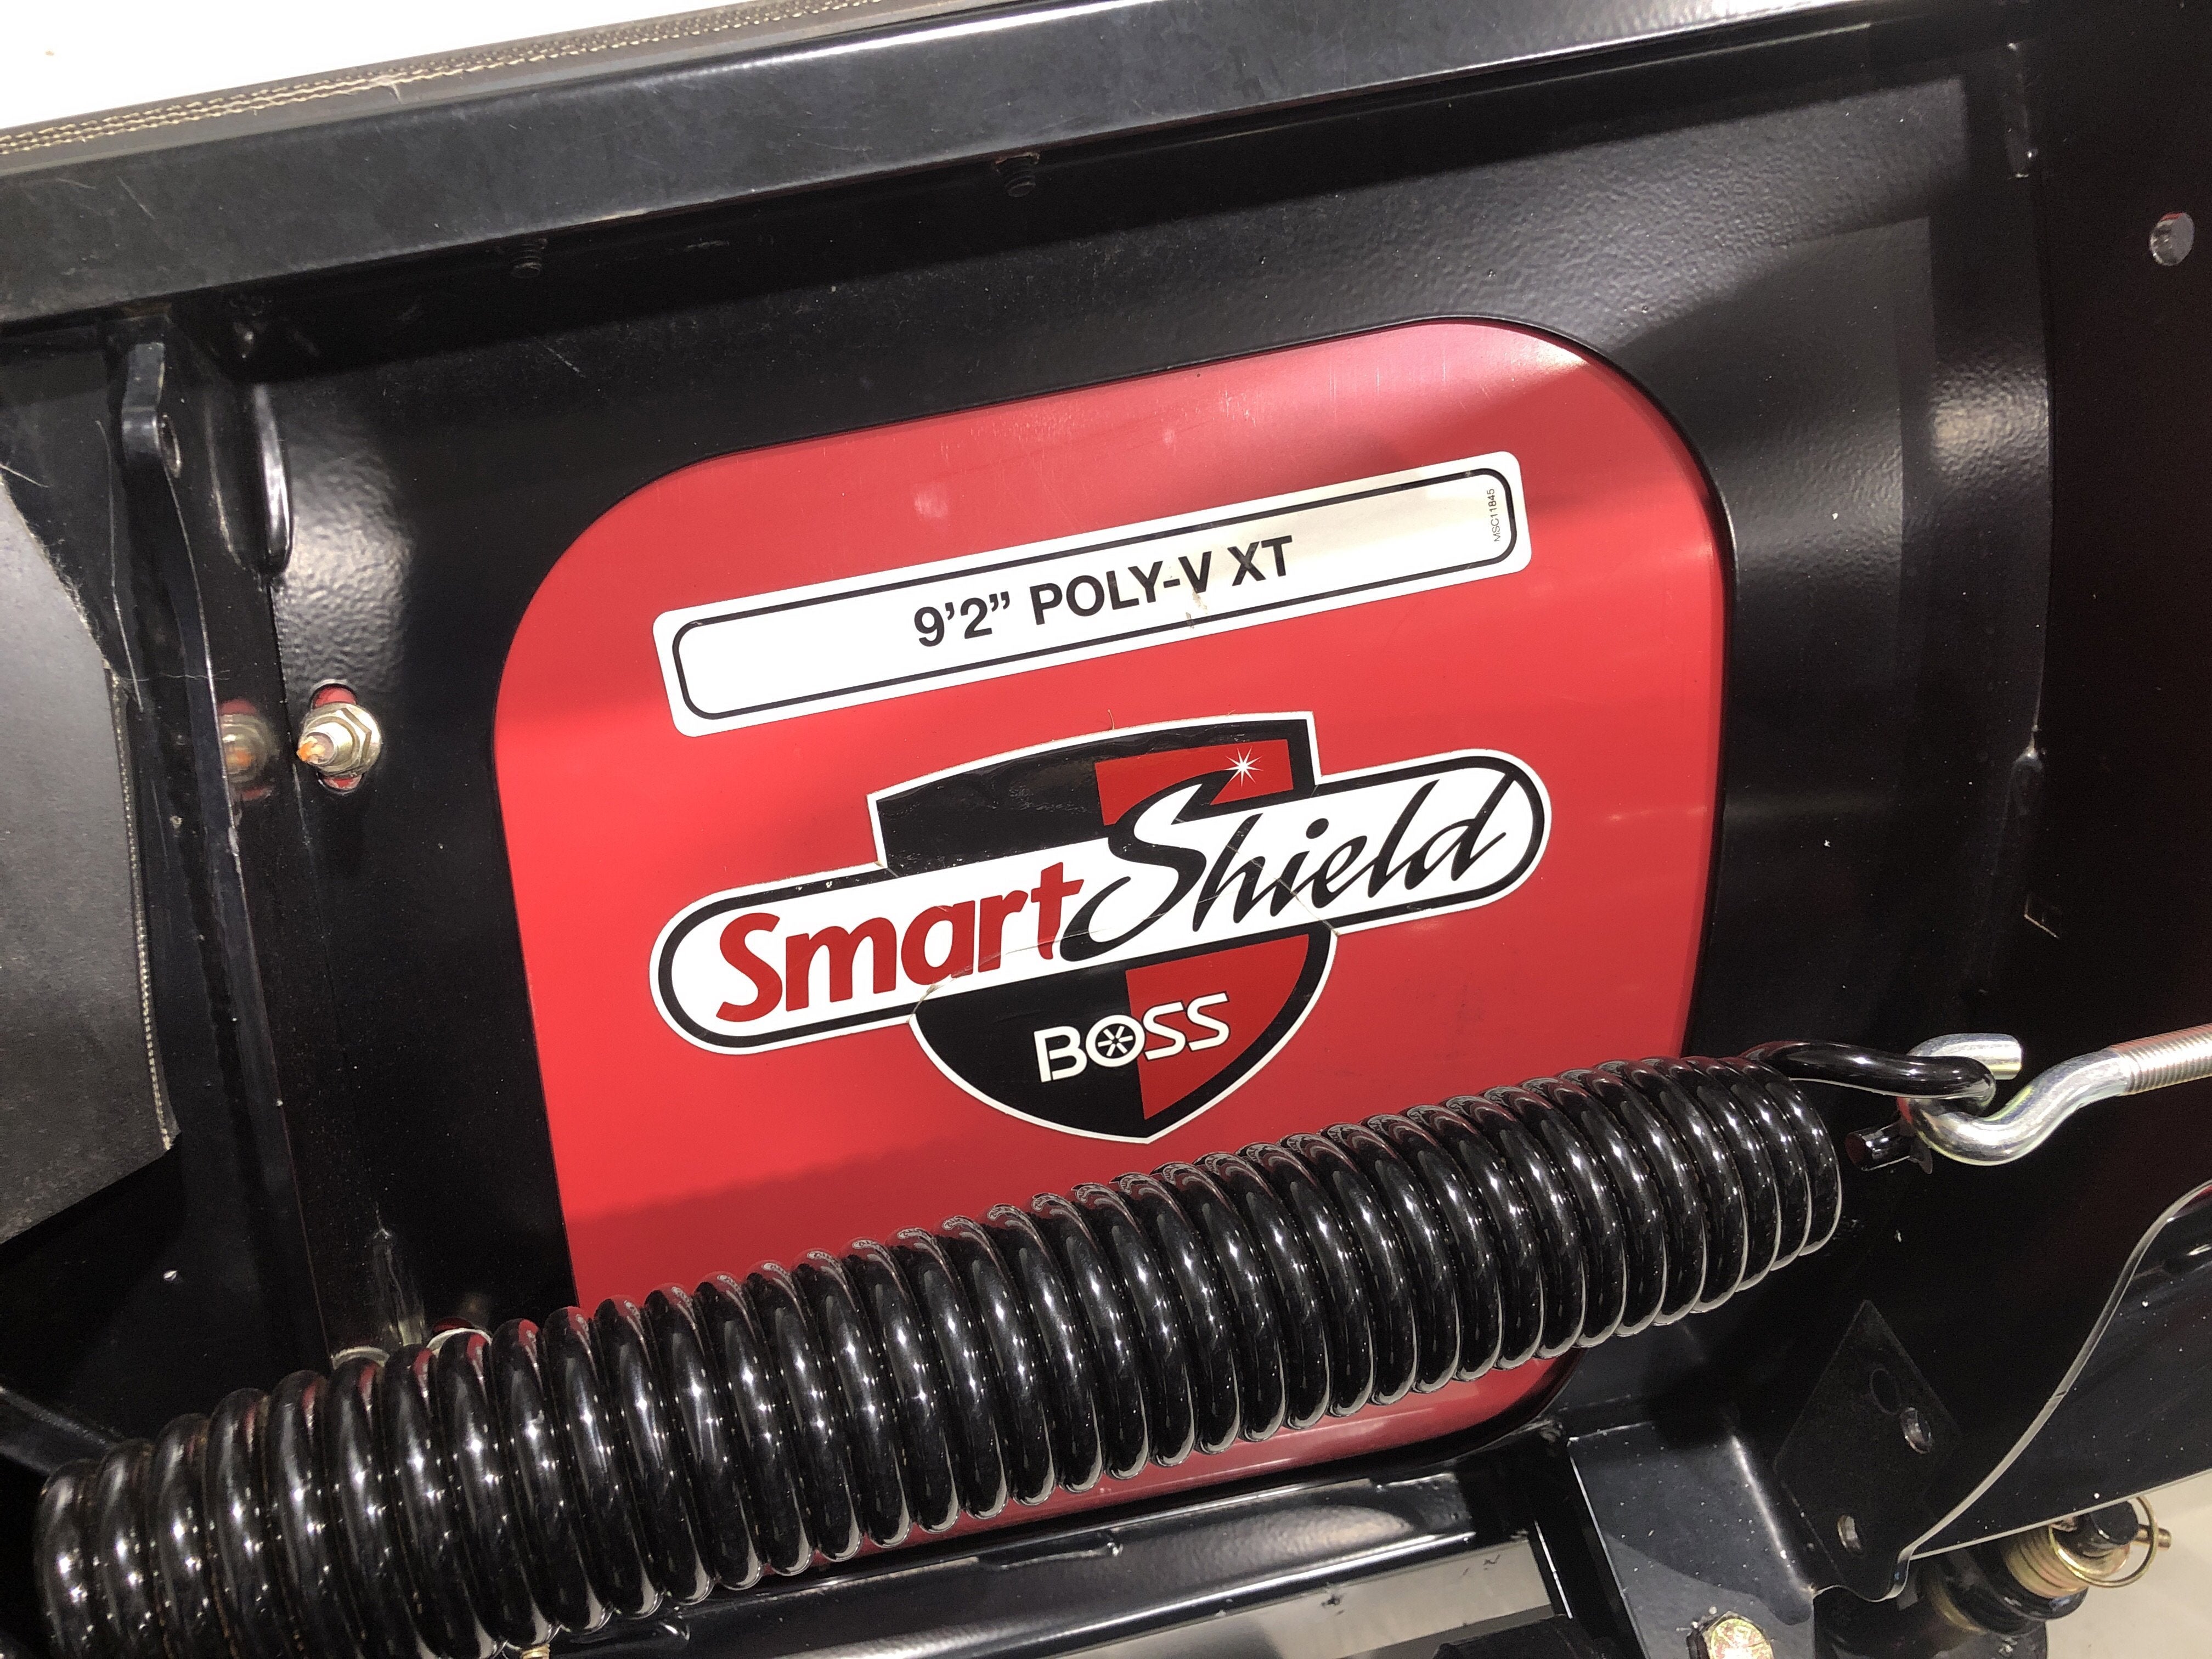 9’2” POLY-V XT
MSC11845
SmartShield
BOSS